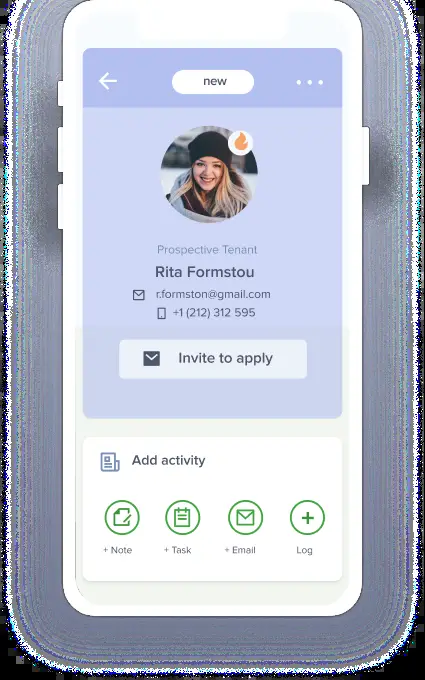 new
Prospective Tenant
Rita Formstou
r.formston@gmail.com
+1 (212) 312 595
Invite to apply
Add activity
+ Note + Task + Email Log